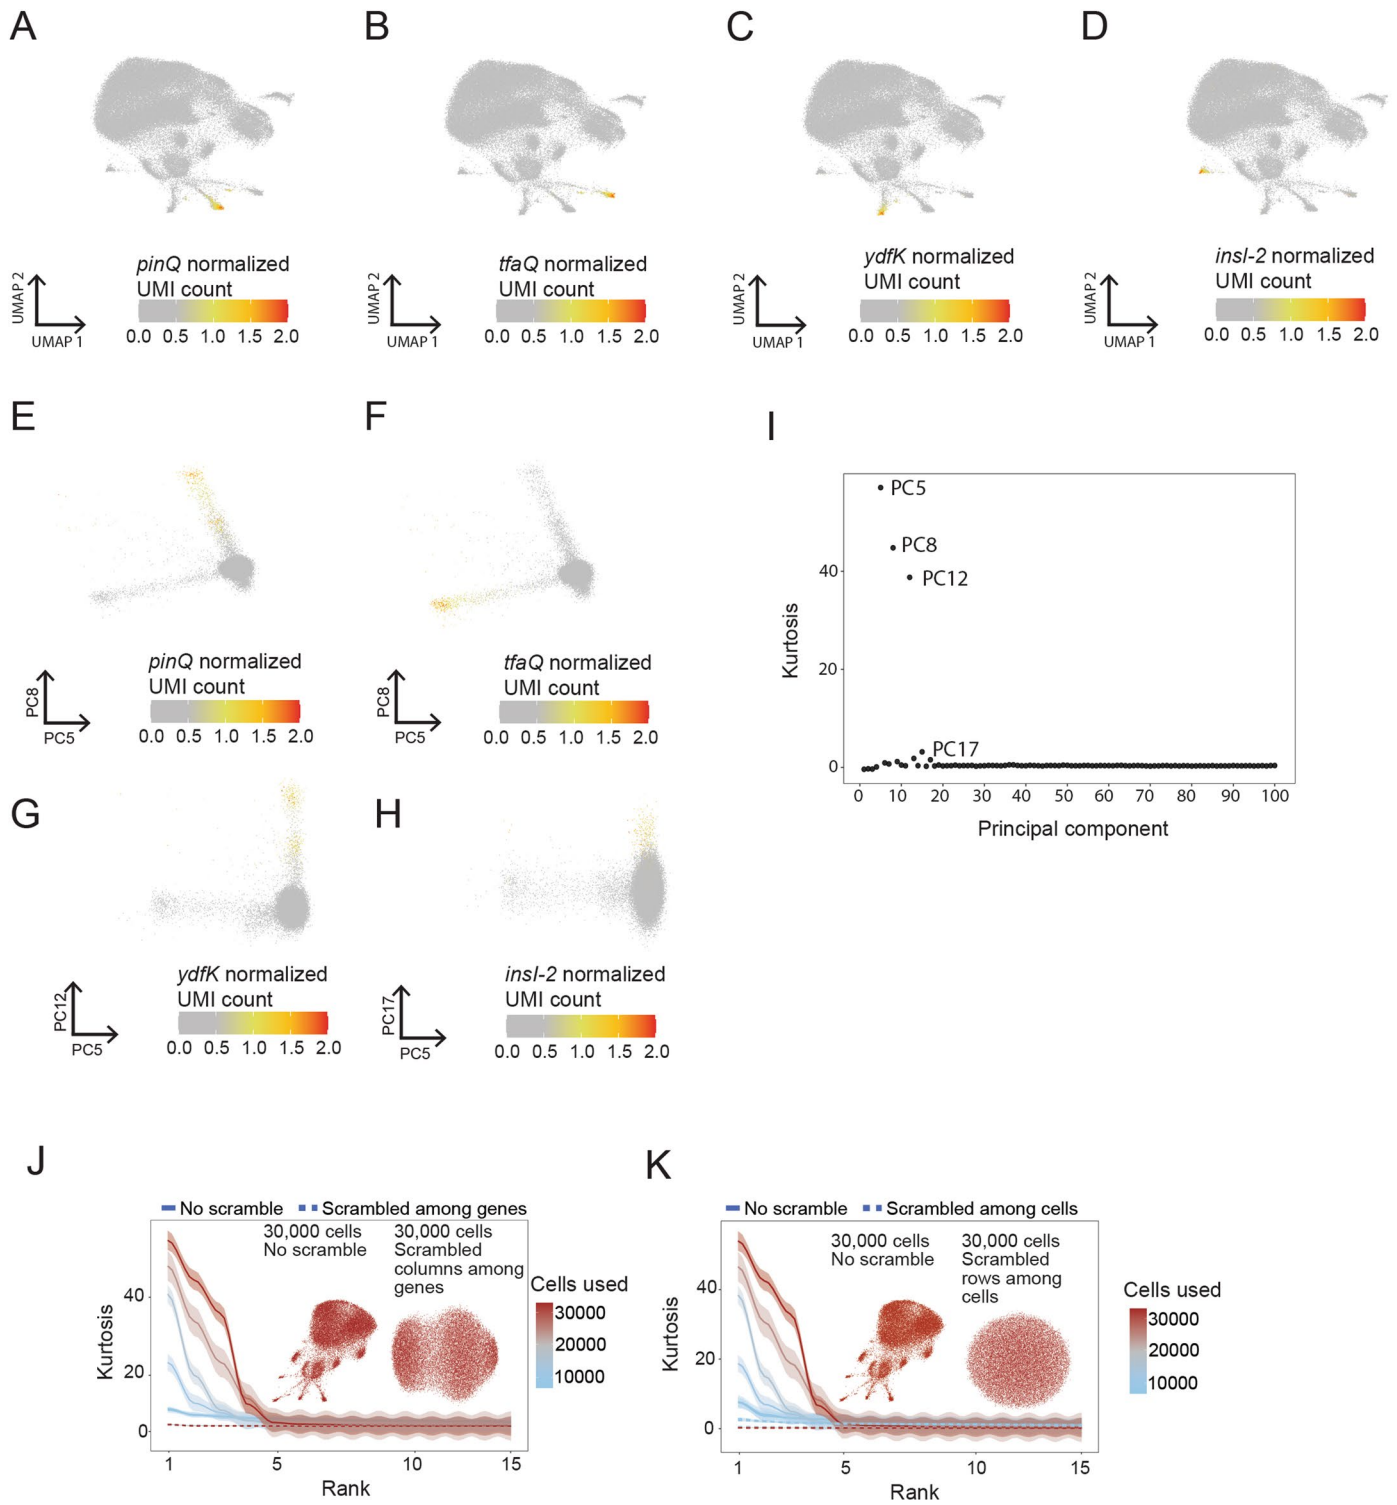 A
B
C
D
pinQ normalized
UMI count
0.0 0.5 1.0 1.5 2.0
UMAP 2
UMAP 1
tfaQ normalized
UMI count
0.0 0.5 1.0 1.5 2.0
UMAP 2
UMAP 1
ydfK normalized
UMI count
0.0 0.5 1.0 1.5 2.0
UMAP 2
UMAP 1
insI-2 normalized
UMI count
0.0 0.5 1.0 1.5 2.0
UMAP 2
UMAP 1
E
F
pinQ normalized
UMI count
0.0 0.5 1.0 1.5 2.0
PC8
PC5
tfaQ normalized
UMI count
0.0 0.5 1.0 1.5 2.0
PC8
PC5
G
H
ydfK normalized
UMI count
0.0 0.5 1.0 1.5 2.0
PC12
PC5
insI-2 normalized
UMI count
0.0 0.5 1.0 1.5 2.0
PC17
PC5
I
PC5
PC8
PC12
PC17
40
20
0
Kurtosis
0 10 20 30 40 50 60 70 80 90 100
Principal component
J
No scramble Scrambled among genes
30,000 cells
No scramble
30,000 cells
Scrambled
columns among
genes
Cells used
30000
20000
10000
40
20
0
Kurtosis
1 5 10 15
Rank
K
No scramble Scrambled among cells
30,000 cells
No scramble
30,000 cells
Scrambled
rows among
cells
Cells used
30000
20000
10000
40
20
0
Kurtosis
1 5 10 15
Rank